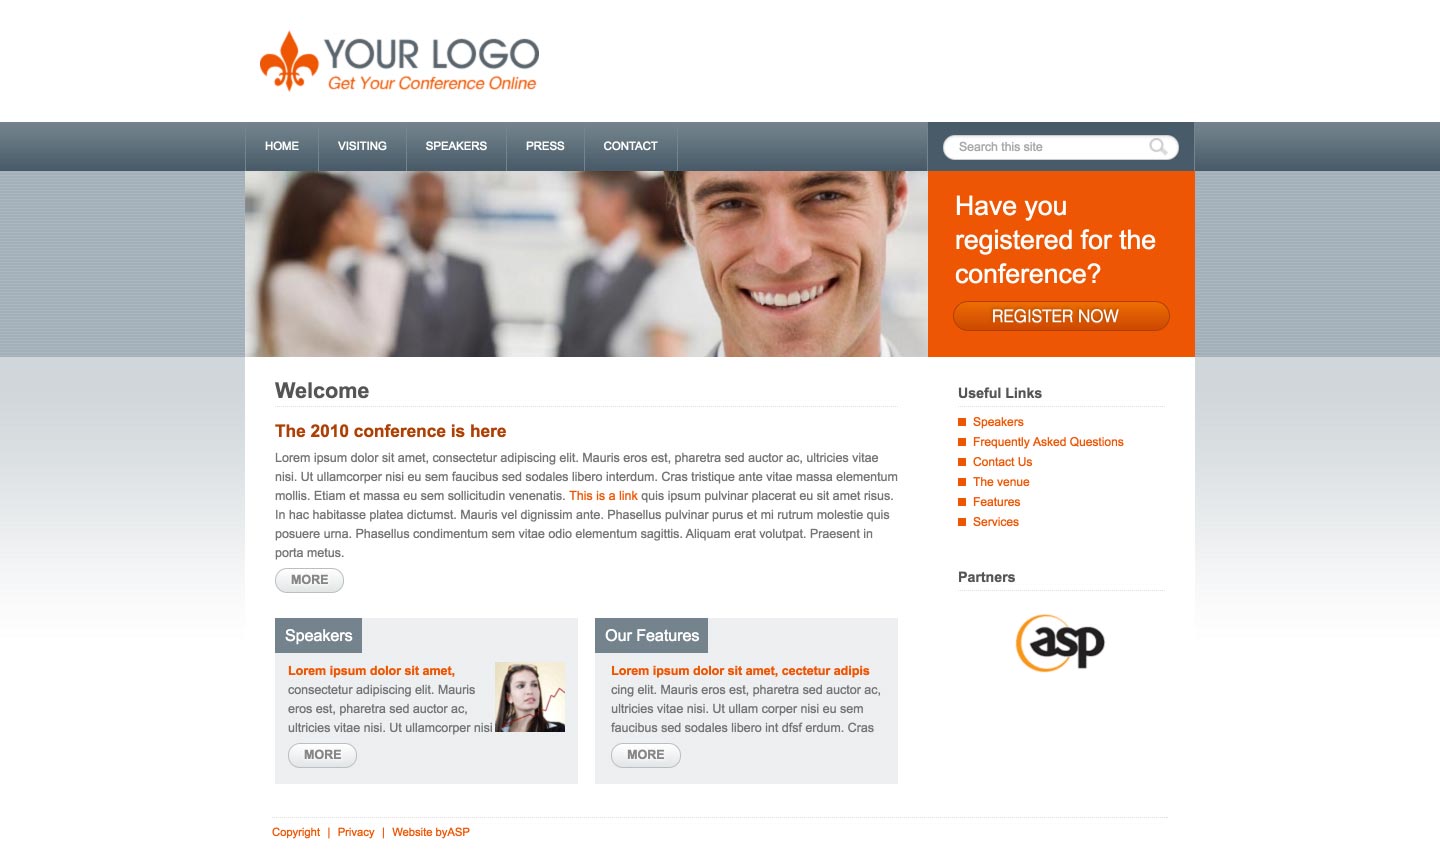 YOUR LOGO
Get Your Conference Online
HOME
VISITING
SPEAKERS
PRESS
CONTACT
Search this site
Have you
registered for the
conference?
REGISTER NOW
Welcome
The 2010 conference is here
Lorem ipsum dolor sit amet, consectetur adipiscing elit. Mauris eros est, pharetra sed auctor ac, ultricies vitae
nisi. Ut ullamcorper nisi eu sem faucibus sed sodales libero interdum. Cras tristique ante vitae massa elementum
mollis. Etiam et massa eu sem sollicitudin venenatis. This is a link quis ipsum pulvinar placerat eu sit amet risus.
In hac habitasse platea dictumst. Mauris vel dignissim ante. Phasellus pulvinar purus et mi rutrum molestie quis
posuere urna. Phasellus condimentum sem vitae odio elementum sagittis. Aliquam erat volutpat. Praesent in
porta metus.
MORE
Speakers
Lorem ipsum dolor sit amet,
consectetur adipiscing elit. Mauris
eros est, pharetra sed auctor ac,
ultricies vitae nisi. Ut ullamcorper nisi
MORE
Our Features
Lorem ipsum dolor sit amet, cectetur adipis
cing elit. Mauris eros est, pharetra sed auctor ac,
ultricies vitae nisi. Ut ullam corper nisi eu sem
faucibus sed sodales libero int dfsf erdum. Cras
MORE
Useful Links
Speakers
Frequently Asked Questions
Contact Us
The venue
Features
Services
Partners
asp
Copyright | Privacy | Website byASP